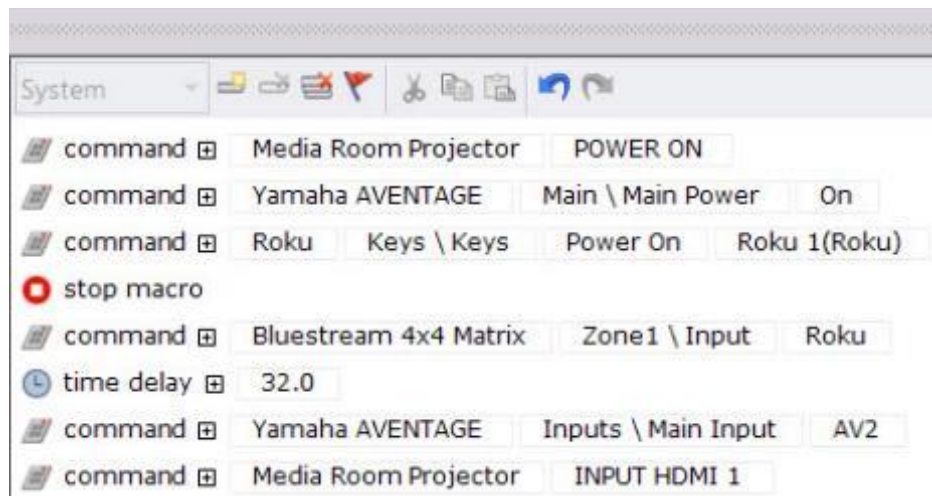 System
command Media Room Projector POWER ON
command Yamaha AVENTAGE Main \ Main Power On
command Roku Keys \ Keys Power On Roku 1(Roku)
stop macro
command Bluestream 4x4 Matrix Zone1 \ Input Roku
time delay 32.0
command Yamaha AVENTAGE Inputs \ Main Input AV2
command Media Room Projector INPUT HDMI 1